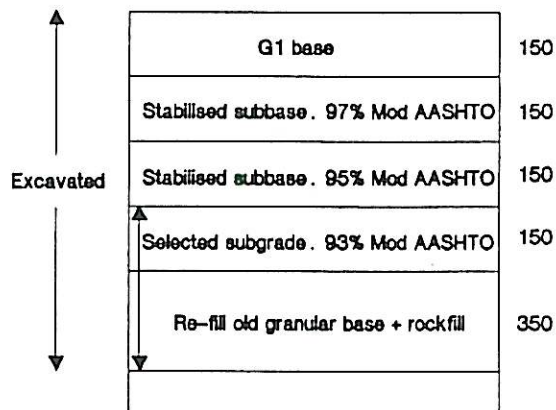 G1 base 150
Stabilised subbase. 97% Mod AASHTO 150
Excavated
Stabilised subbase. 95% Mod AASHTO 150
Selected subgrade. 93% Mod AASHTO 150
Re-fill old granular base + rockfill 350